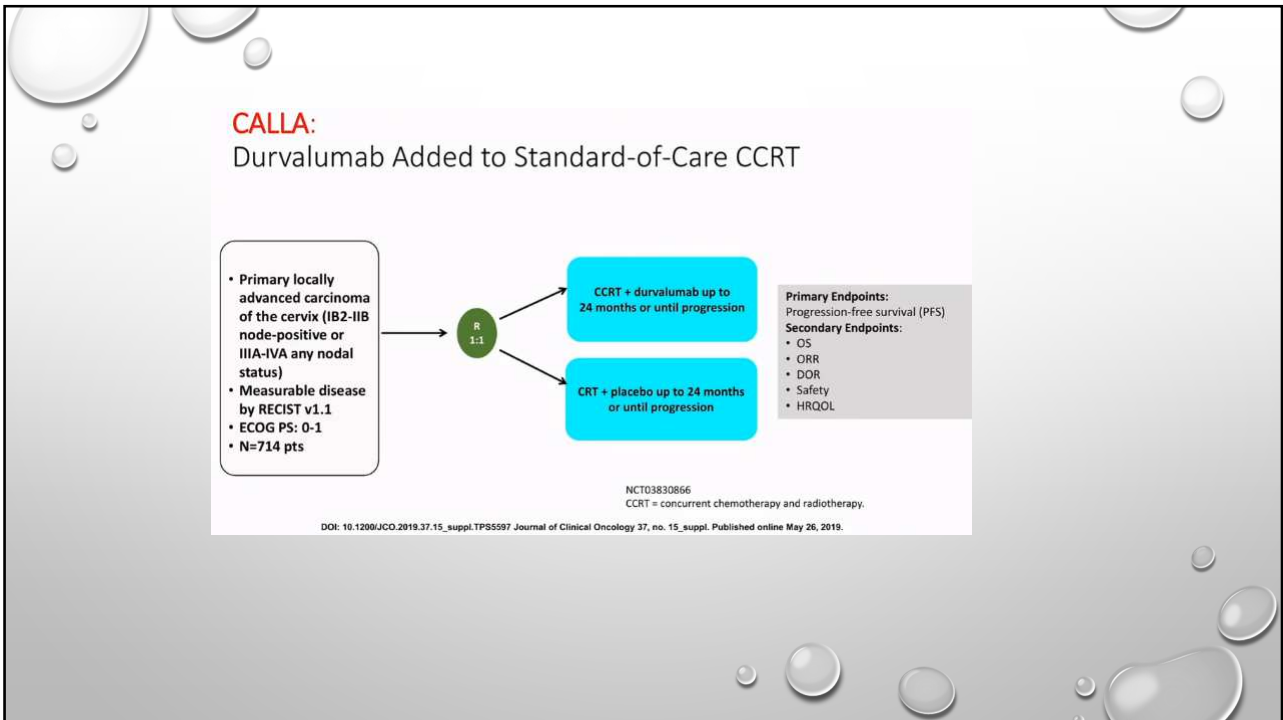 CALLA:
Durvalumab Added to Standard-of-Care CCRT
• Primary locally
advanced carcinoma
of the cervix (IB2-IIB
node-positive or
IIIA-IVA any nodal
status)
• Measurable disease
by RECIST v1.1
• ECOG PS: 0-1
• N=714 pts
R
1:1
CCRT + durvalumab up to
24 months or until progression
CRT + placebo up to 24 months
or until progression
Primary Endpoints:
Progression-free survival (PFS)
Secondary Endpoints:
• OS
• ORR
• DOR
• Safety
• HRQOL
NCT03830866
CCRT = concurrent chemotherapy and radiotherapy.
DOI: 10.1200/JCO.2019.37.15_suppl.TPS5597 Journal of Clinical Oncology 37, no. 15_suppl. Published online May 26, 2019.